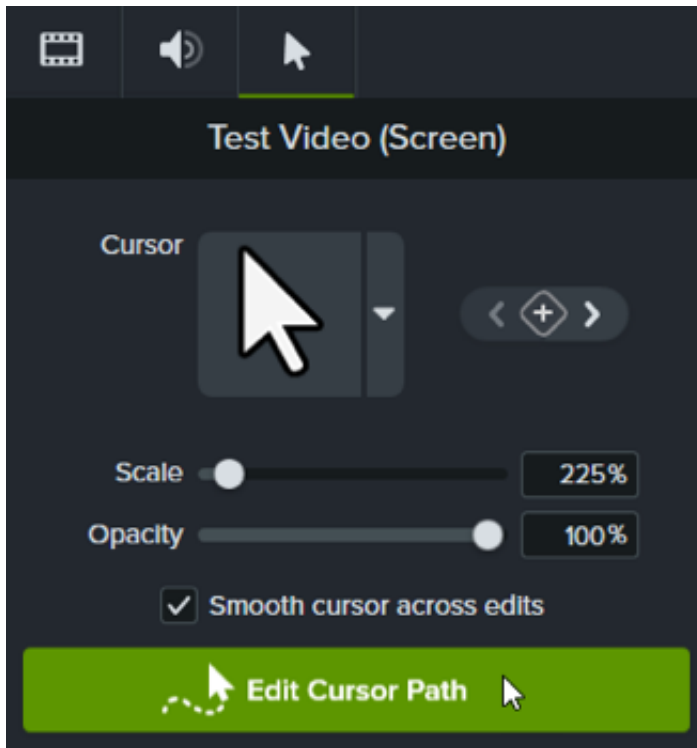 Test Video (Screen)
Cursor
Scale 225%
Opacity 100%
Smooth cursor across edits
Edit Cursor Path